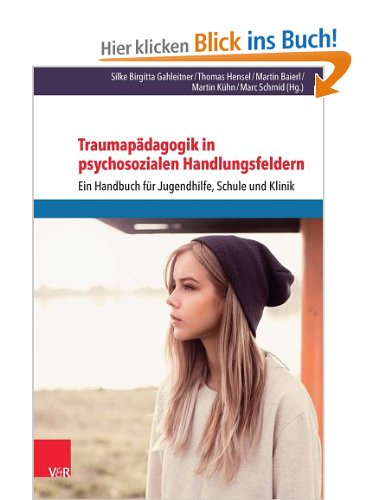 Hier klicken Blick ins Buch!
Silke Birgitta Gahleitner/Thomas Hensel/Martin Baierl/
Martin Kühn/Marc Schmid (Hg.)
Traumapädagogik in
psychosozialen Handlungsfeldern
Ein Handbuch für Jugendhilfe, Schule und Klinik
V&R